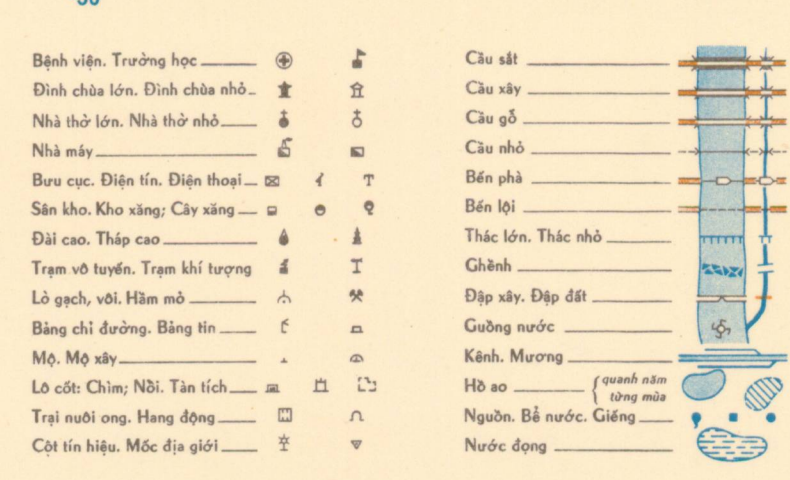 Bệnh viện. Trường học
Đình chùa lớn. Đình chùa nhỏ
Nhà thờ lớn. Nhà thờ nhỏ
Nhà máy
Bưu cục. Điện tín. Điện thoại
Sân kho. Kho xăng; Cây xăng
Đài cao. Tháp cao
Trạm vô tuyến. Trạm khí tượng
Lò gạch, vôi. Hầm mỏ
Bảng chỉ đường. Bảng tin
Mộ. Mộ xây
Lô cốt: Chìm; Nồi. Tàn tích
Trại nuôi ong. Hang động
Cột tín hiệu. Mốc địa giới
Cầu sắt
Cầu xây
Cầu gỗ
Cầu nhỏ
Bến phà
Bến lội
Thác lớn. Thác nhỏ
Ghềnh
Đập xây. Đập đất
Guồng nước
Kênh. Mương
Hồ ao
quanh năm
từng mùa
Nguồn. Bể nước. Giếng
Nước đọng